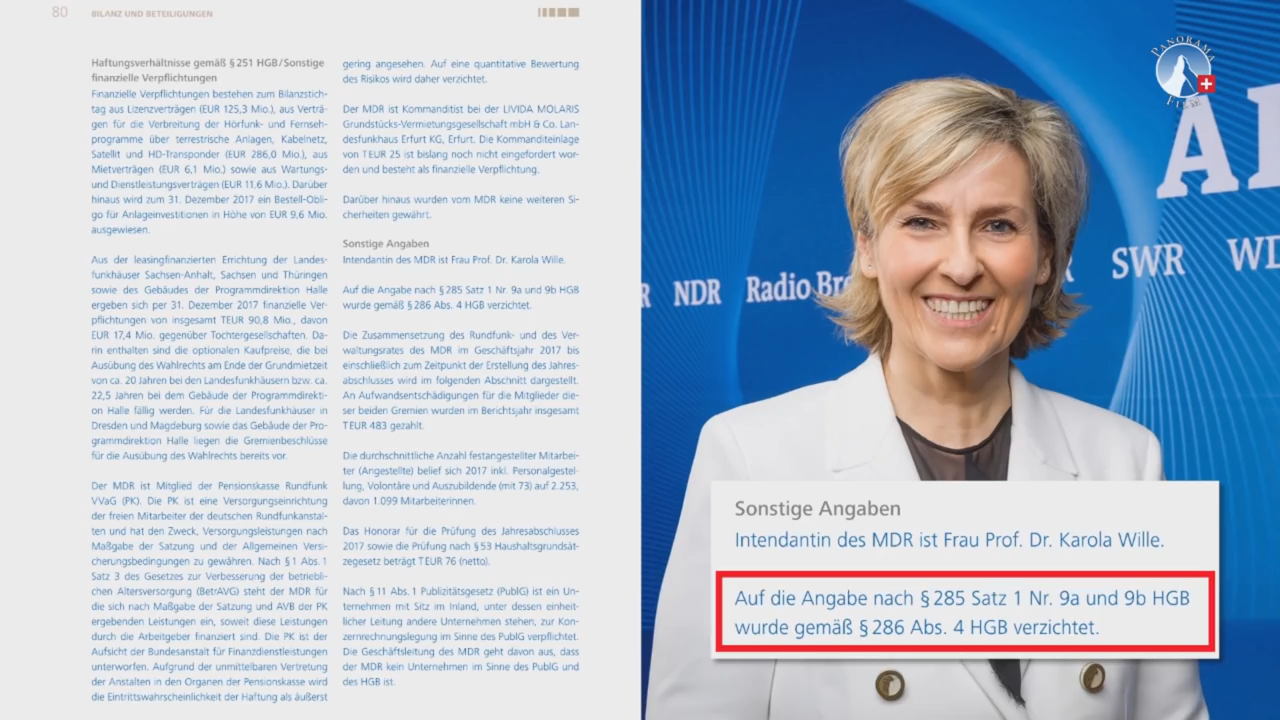 80 BILANZ UND BETEILIGUNGEN
Haftungsverhältnisse gemäß § 251 HGB/Sonstige
finanzielle Verpflichtungen
Finanzielle Verpflichtungen bestehen zum Bilanzstich-
tag aus Lizenzverträgen (EUR 125,3 Mio.), aus Verträ-
gen für die Verbreitung der Hörfunk- und Fernseh-
programme über terrestrische Anlagen, Kabelnetz,
Satellit und HD-Transponder (EUR 286,0 Mio.), aus
Mietverträgen (EUR 6,1 Mio.) sowie aus Wartungs-
und Dienstleistungsverträgen (EUR 11,6 Mio.). Darüber
hinaus wird zum 31. Dezember 2017 ein Bestell-Obli-
go für Anlageinvestitionen in Höhe von EUR 9,6 Mio.
ausgewiesen.
Aus der leasingfinanzierten Errichtung der Landes-
funkhäuser Sachsen-Anhalt, Sachsen und Thüringen
sowie des Gebäudes der Programmdirektion Halle
ergeben sich per 31. Dezember 2017 finanzielle Ver-
pflichtungen von insgesamt TEUR 90,8 Mio., davon
EUR 17,4 Mio. gegenüber Tochtergesellschaften. Da-
rin enthalten sind die optionalen Kaufpreise, die bei
Ausübung des Wahlrechts am Ende der Grundmietzeit
von ca. 20 Jahren bei den Landesfunkhäusern bzw. ca.
22,5 Jahren bei dem Gebäude der Programmdirekti-
on Halle fällig werden. Für die Landesfunkhäuser in
Dresden und Magdeburg sowie das Gebäude der Pro-
grammdirektion Halle liegen die Gremienbeschlüsse
für die Ausübung des Wahlrechts bereits vor.
Der MDR ist Mitglied der Pensionskasse Rundfunk
VVaG (PK). Die PK ist eine Versorgungseinrichtung
der freien Mitarbeiter der deutschen Rundfunkanstal-
ten und hat den Zweck, Versorgungsleistungen nach
Maßgabe der Satzung und der Allgemeinen Versi-
cherungsbedingungen zu gewähren. Nach § 1 Abs. 1
Satz 3 des Gesetzes zur Verbesserung der betriebli-
chen Altersversorgung (BetrAVG) steht der MDR für
die sich nach Maßgabe der Satzung und AVB der PK
ergebenden Leistungen ein, soweit diese Leistungen
durch die Arbeitgeber finanziert sind. Die PK ist der
Aufsicht der Bundesanstalt für Finanzdienstleistungen
unterworfen. Aufgrund der unmittelbaren Vertretung
der Anstalten in den Organen der Pensionskasse wird
die Eintrittswahrscheinlichkeit der Haftung als äußerst
gering angesehen. Auf eine quantitative Bewertung
des Risikos wird daher verzichtet.
Der MDR ist Kommanditist bei der LIVIDA MOLARIS
Grundstücks-Vermietungsgesellschaft mbH & Co. Lan-
desfunkhaus Erfurt KG, Erfurt. Die Kommanditeinlage
von TEUR 25 ist bislang noch nicht eingefordert wor-
den und besteht als finanzielle Verpflichtung.
Darüber hinaus wurden vom MDR keine weiteren Si-
cherheiten gewährt.
Sonstige Angaben
Intendantin des MDR ist Frau Prof. Dr. Karola Wille.
Auf die Angabe nach § 285 Satz 1 Nr. 9a und 9b HGB
wurde gemäß § 286 Abs. 4 HGB verzichtet.
Die Zusammensetzung des Rundfunk- und des Ver-
waltungsrates des MDR im Geschäftsjahr 2017 bis
einschließlich zum Zeitpunkt der Erstellung des Jahres-
abschlusses wird im folgenden Abschnitt dargestellt.
An Aufwandsentschädigungen für die Mitglieder die-
ser beiden Gremien wurden im Berichtsjahr insgesamt
TEUR 483 gezahlt.
Die durchschnittliche Anzahl festangestellter Mitarbei-
ter (Angestellte) belief sich 2017 inkl. Personalgestel-
lung, Volontäre und Auszubildende (mit 73) auf 2.253,
davon 1.099 Mitarbeiterinnen.
Das Honorar für die Prüfung des Jahresabschlusses
2017 sowie die Prüfung nach § 53 Haushaltsgrundsät-
zegesetz beträgt TEUR 76 (netto).
Nach § 11 Abs. 1 Publizitätsgesetz (PublG) ist ein Un-
ternehmen mit Sitz im Inland, unter dessen einheit-
licher Leitung andere Unternehmen stehen, zur Kon-
zernrechnungslegung im Sinne des PublG verpflichtet.
Die Geschäftsleitung des MDR geht davon aus, dass
der MDR kein Unternehmen im Sinne des PublG und
des HGB ist.
PANORAMA
FILM
R NDR Radio Bre R SWR WD
Sonstige Angaben
Intendantin des MDR ist Frau Prof. Dr. Karola Wille.
Auf die Angabe nach § 285 Satz 1 Nr. 9a und 9b HGB
wurde gemäß § 286 Abs. 4 HGB verzichtet.